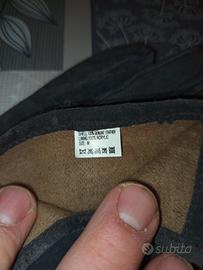 SHELL:100% GENUINE LEATHER
LINING:100% ACRYLIC
SIZE: M
subito